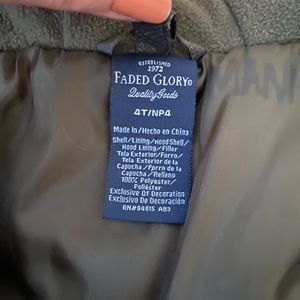 ESTABLISHED
1972
FADED GLORY®
Quality Goods
4T/NP4
Made In/Hecho en China
Shell/Lining/Hood Shell/
Hood Lining/Filler
Tela Exterior/Forro/
Tela Exterior de la
Capucha /Forro de la
Capucha /Relleno
100% Polyester/
Poliéster
Exclusive Of Decoration
Exclusivo De Decoración
RN#94615 AB3